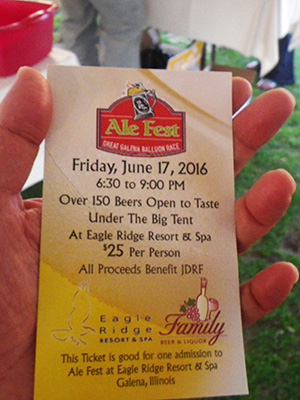 Ale Fest
GREAT GALENA BALLOON RACE
Friday, June 17, 2016
6:30 to 9:00 PM
Over 150 Beers Open to Taste
Under The Big Tent
At Eagle Ridge Resort & Spa
$25 Per Person
All Proceeds Benefit JDRF
Eagle
Ridge
RESORT & SPA
Family
BEER & LIQUOR
This Ticket is good for one admission to
Ale Fest at Eagle Ridge Resort & Spa
Galena, Illinois